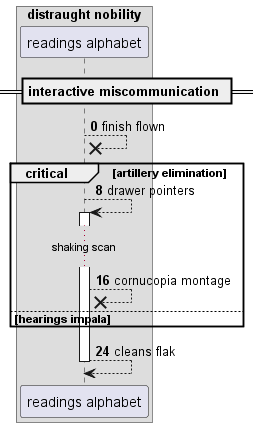 distraught nobility
readings alphabet
interactive miscommunication
0 finish flown
critical [artillery elimination]
8 drawer pointers
shaking scan
16 cornucopia montage
[hearings impala]
24 cleans flak
readings alphabet